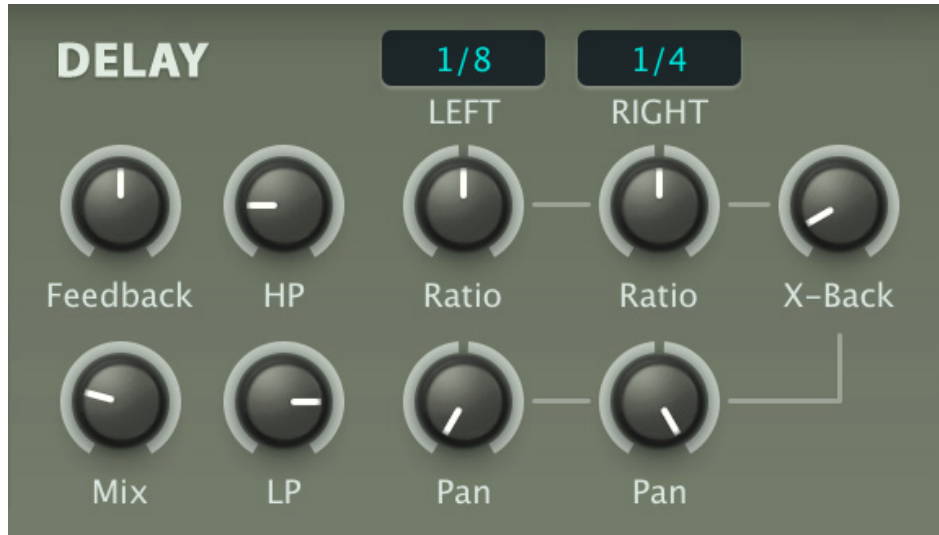 DELAY 1/8 1/4
LEFT RIGHT
Feedback HP Ratio Ratio X-Back
Mix LP Pan Pan